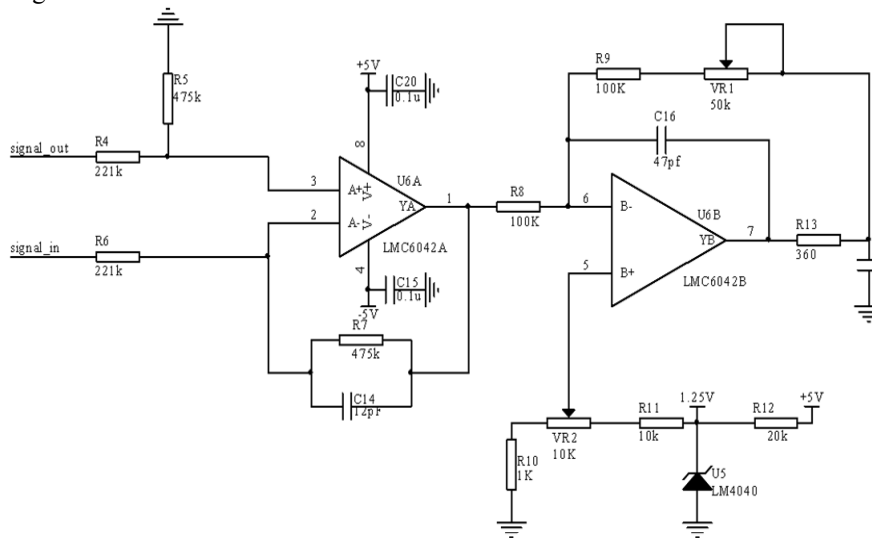 R5
475k
+5V
C20
0.1u
R9
100K
VR1
50k
signal_out
R4
221k
8
C16
47pf
3
A+
V+
U6A
YA
1
R8
100K
6
B-
U6B
2
A-
V-
LMC6042A
signal_in
R6
221k
YB
7
R13
360
4
C15
0.1u
-5V
5
B+
LMC6042B
R7
475k
C14
12pF
1.25V
+5V
R11
10k
R12
20k
VR2
10K
R10
1K
U5
LM4040